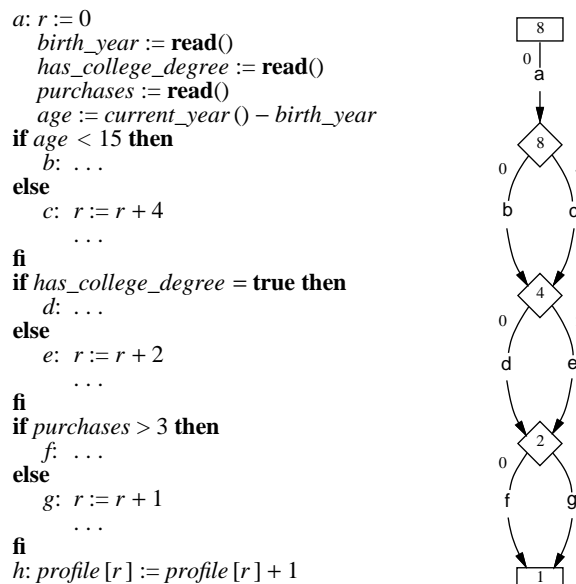 a: r := 0
birth_year := read()
has_college_degree := read()
purchases := read()
age := current_year () − birth_year
if age < 15 then
b: . . .
else
c: r := r + 4
. . .
fi
if has_college_degree = true then
d: . . .
else
e: r := r + 2
. . .
fi
if purchases > 3 then
f: . . .
else
g: r := r + 1
. . .
fi
h: profile [r] := profile [r] + 1
8
0
a
8
0
b c
4
0
d e
2
0
f g
1